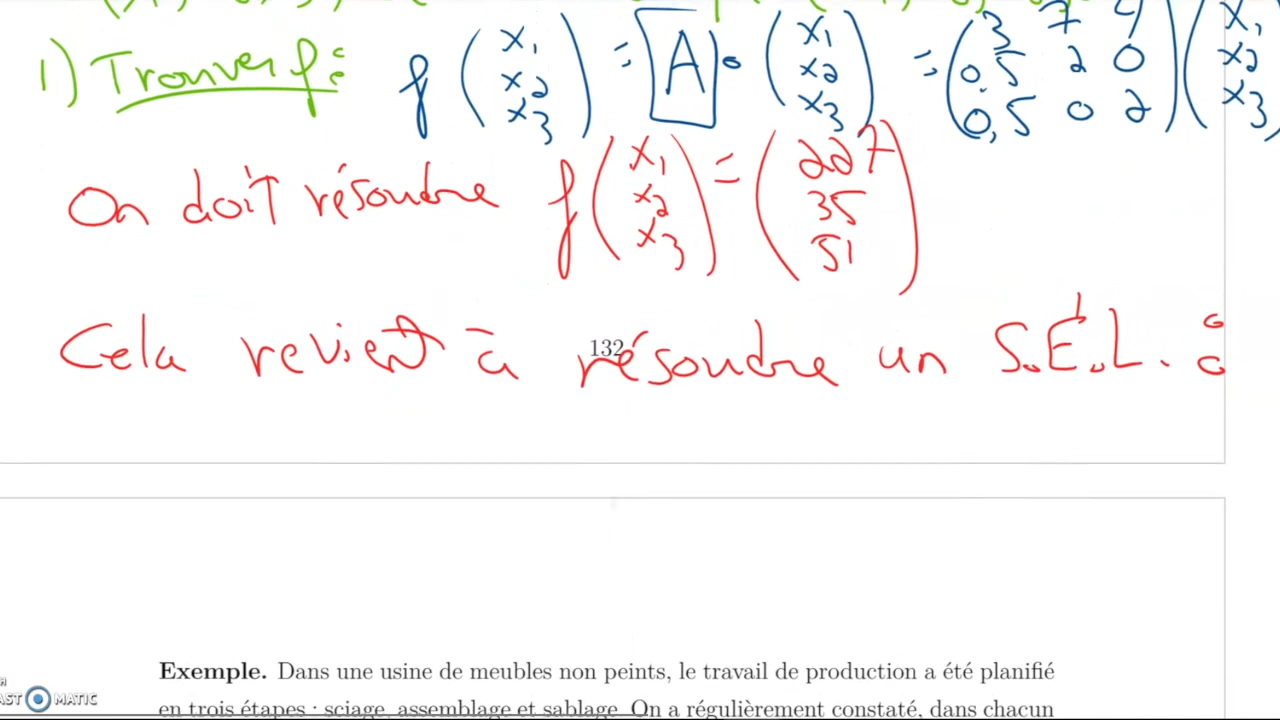 1) Trouver f : f ( x1 x2 x3 ) = A · ( x1 x2 x3 ) = ( 3 7 4 0,5 2 0 0,5 0 2 ) ( x1 x2 x3
On doit résoudre f ( x1 x2 x3 ) = ( 227 35 51 )
Cela revient à résoudre un S.É.L. :
132
Exemple. Dans une usine de meubles non peints, le travail de production a été planifié
en trois étapes : sciage, assemblage et sablage. On a régulièrement constaté, dans chacun
MATIC